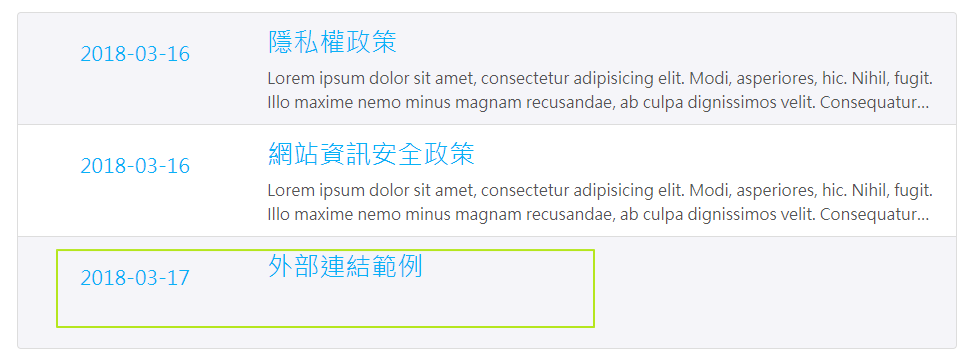 2018-03-16
隱私權政策
Lorem ipsum dolor sit amet, consectetur adipisicing elit. Modi, asperiores, hic. Nihil, fugit.
Illo maxime nemo minus magnam recusandae, ab culpa dignissimos velit. Consequatur...
2018-03-16
網站資訊安全政策
Lorem ipsum dolor sit amet, consectetur adipisicing elit. Modi, asperiores, hic. Nihil, fugit.
Illo maxime nemo minus magnam recusandae, ab culpa dignissimos velit. Consequatur...
2018-03-17
外部連結範例